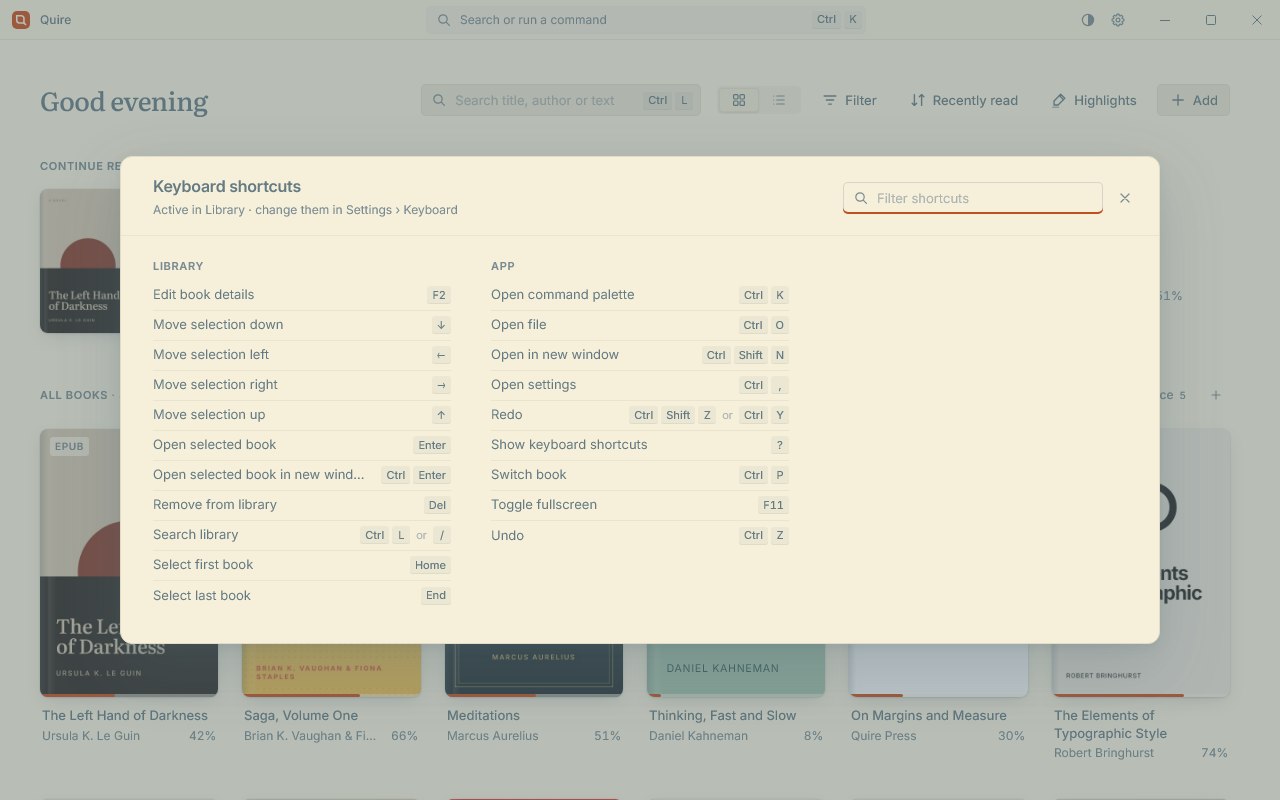 Quire
Search or run a command Ctrl K
Good evening
Search title, author or text Ctrl L
Filter
Recently read
Highlights
Add
CONTINUE RE
Keyboard shortcuts
Active in Library · change them in Settings › Keyboard
Filter shortcuts
LIBRARY
Edit book details F2
Move selection down ↓
Move selection left ←
Move selection right →
Move selection up ↑
Open selected book Enter
Open selected book in new wind... Ctrl Enter
Remove from library Del
Search library Ctrl L or /
Select first book Home
Select last book End
APP
Open command palette Ctrl K
Open file Ctrl O
Open in new window Ctrl Shift N
Open settings Ctrl ,
Redo Ctrl Shift Z or Ctrl Y
Show keyboard shortcuts ?
Switch book Ctrl P
Toggle fullscreen F11
Undo Ctrl Z
The Left Hand
of Darkness
URSULA K. LE GUIN
51%
ALL BOOKS ·
ce 5
EPUB
The Le
of Darkness
URSULA K. LE GUIN
BRIAN K. VAUGHAN & FIONA
STAPLES
MARCUS AURELIUS
DANIEL KAHNEMAN
nts
aphic
ROBERT BRINGHURST
The Left Hand of Darkness
Ursula K. Le Guin 42%
Saga, Volume One
Brian K. Vaughan & Fi... 66%
Meditations
Marcus Aurelius 51%
Thinking, Fast and Slow
Daniel Kahneman 8%
On Margins and Measure
Quire Press 30%
The Elements of
Typographic Style
Robert Bringhurst 74%